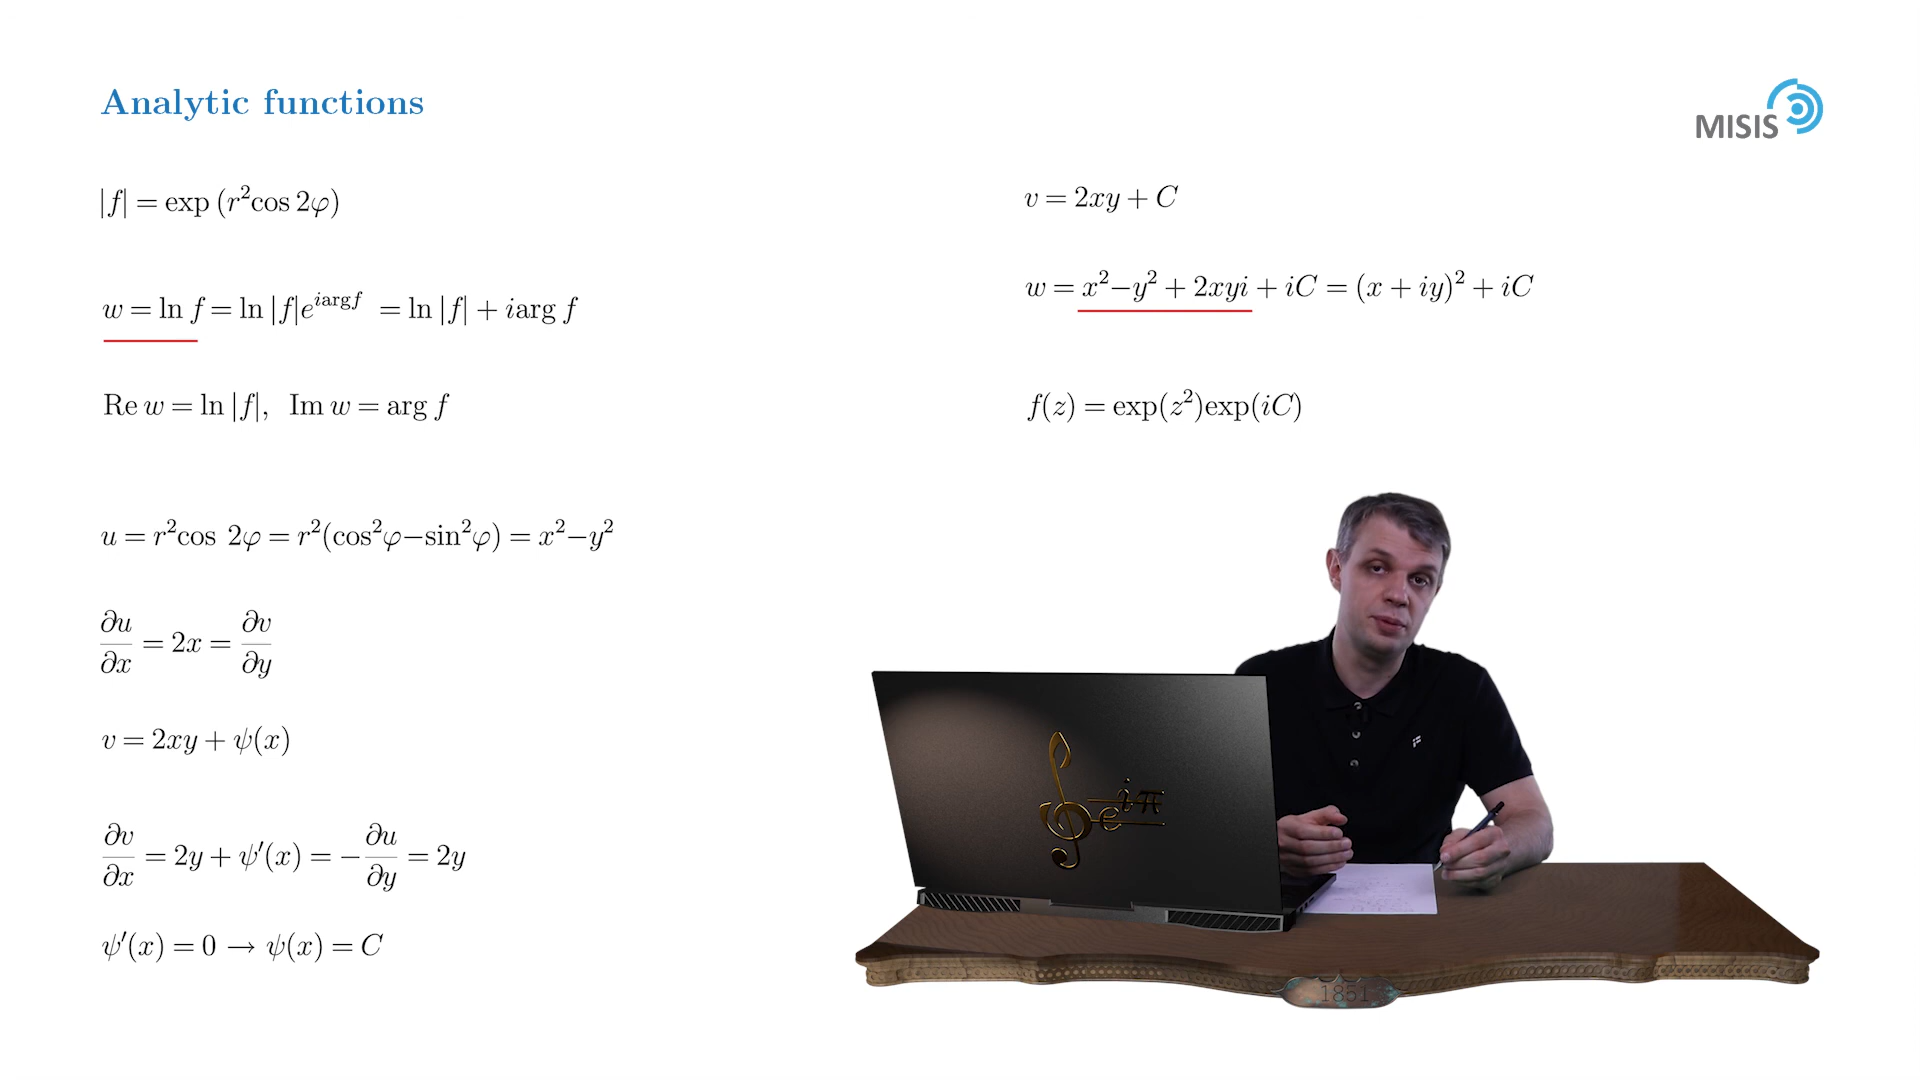 Analytic functions
MISIS
|f| = exp (r²cos 2φ)
w = ln f = ln |f|e^{iargf} = ln |f| + iarg f
Re w = ln |f|, Im w = arg f
u = r²cos 2φ = r²(cos²φ−sin²φ) = x²−y²
∂u/∂x = 2x = ∂v/∂y
v = 2xy + ψ(x)
∂v/∂x = 2y + ψ′(x) = −∂u/∂y = 2y
ψ′(x) = 0 → ψ(x) = C
v = 2xy + C
w = x²−y² + 2xyi + iC = (x + iy)² + iC
f(z) = exp(z²)exp(iC)
e^{iπ}
1851